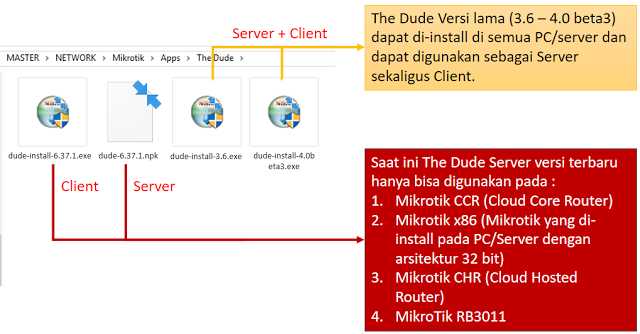 Server + Client
The Dude Versi lama (3.6 – 4.0 beta3)
dapat di-install di semua PC/server dan
dapat digunakan sebagai Server
sekaligus Client.
MASTER > NETWORK > Mikrotik > Apps > The Dude >
dude-install-6.37.1.exe
dude-6.37.1.npk
dude-install-3.6.exe
dude-install-4.0b
eta3.exe
Client
Server
Saat ini The Dude Server versi terbaru
hanya bisa digunakan pada :
1. Mikrotik CCR (Cloud Core Router)
2. Mikrotik x86 (Mikrotik yang di-
install pada PC/Server dengan
arsitektur 32 bit)
3. Mikrotik CHR (Cloud Hosted
Router)
4. MikroTik RB3011